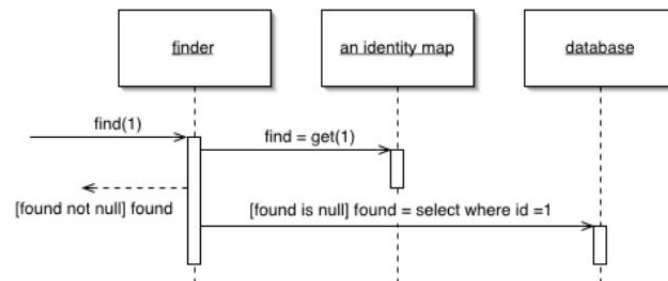 finder
an identity map
database
find(1)
find = get(1)
[found not null] found
[found is null] found = select where id =1